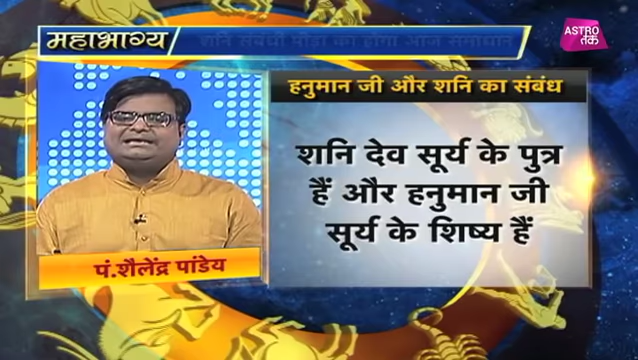 महाभाग्य
शनि संबंधी
आज समाधान
ASTRO
तक
हनुमान जी और शनि का संबंध
शनि देव सूर्य के पुत्र
हैं और हनुमान जी
सूर्य के शिष्य हैं
पं.शैलेंद्र पांडेय